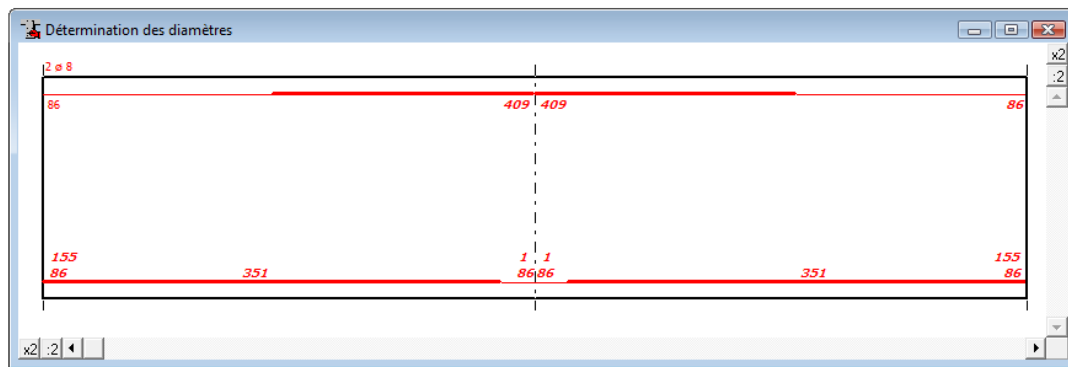 Détermination des diamètres
x2
:2
2 ø 8
86 409 409 86
155 1 1 155
86 351 86 86 351 86
x2 :2